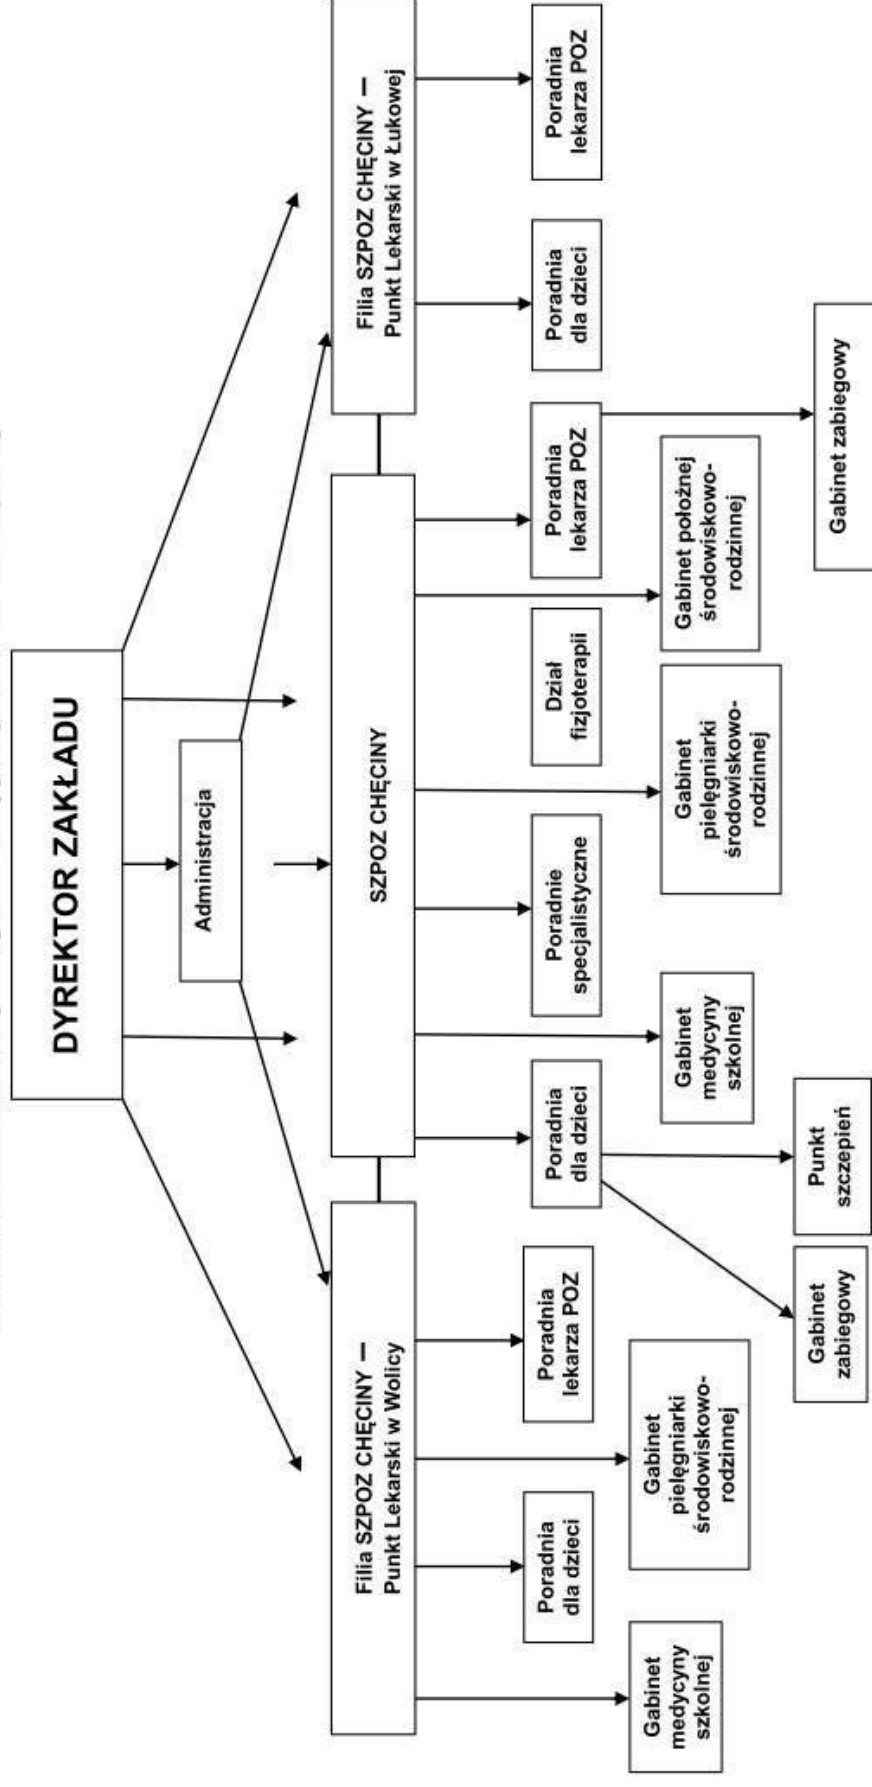 DYREKTOR ZAKŁADU
Administracja
Filia SZPOZ CHĘCINY —
Punkt Lekarski w Wolicy
SZPOZ CHĘCINY
Filia SZPOZ CHĘCINY —
Punkt Lekarski w Łukowej
Gabinet
medycyny
szkolnej
Poradnia
dla dzieci
Gabinet
pielęgniarki
środowiskowo-
rodzinnej
Poradnia
lekarza POZ
Poradnia
dla dzieci
Gabinet
medycyny
szkolnej
Poradnie
specjalistyczne
Gabinet
pielęgniarki
środowiskowo-
rodzinnej
Dział
fizjoterapii
Gabinet położnej
środowiskowo-
rodzinnej
Poradnia
lekarza POZ
Poradnia
dla dzieci
Poradnia
lekarza POZ
Gabinet
zabiegowy
Punkt
szczepień
Gabinet zabiegowy